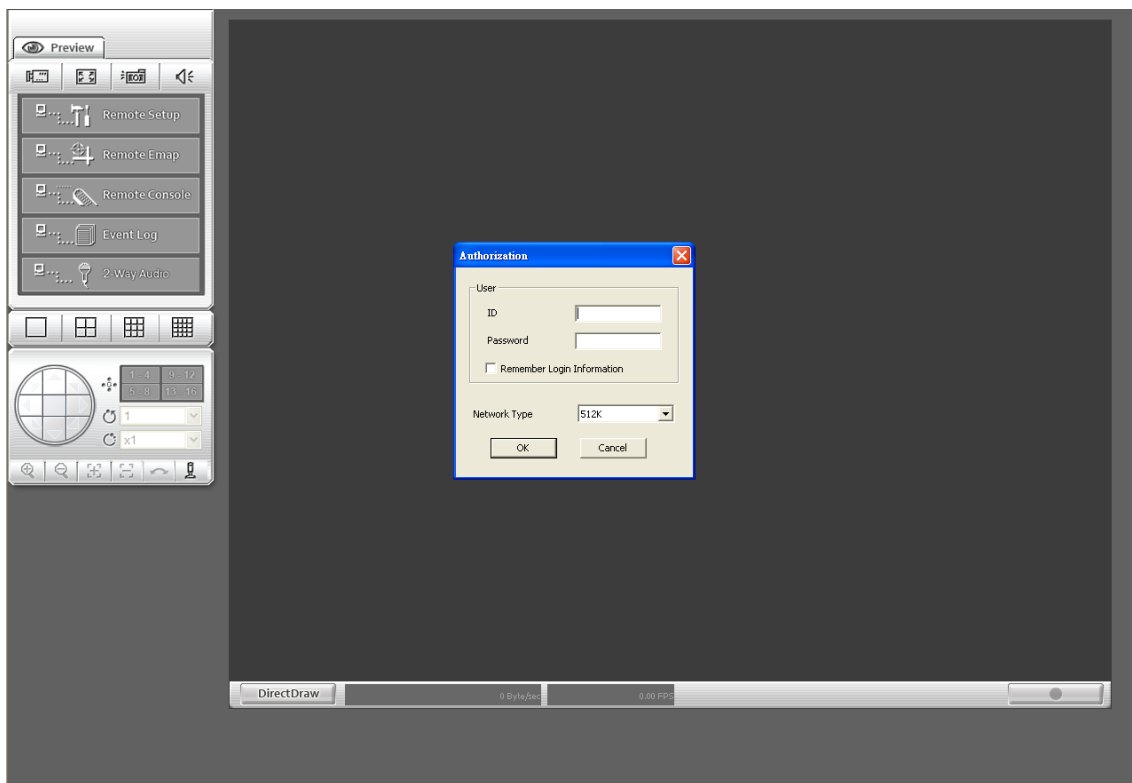 Preview
Remote Setup
Remote Emap
Remote Console
Event Log
2-Way Audio
1-4 9-12
5-8 13-16
1
x1
Authorization
User
ID
Password
Remember Login Information
Network Type 512K
OK Cancel
DirectDraw 0 Byte/sec 0.00 FPS